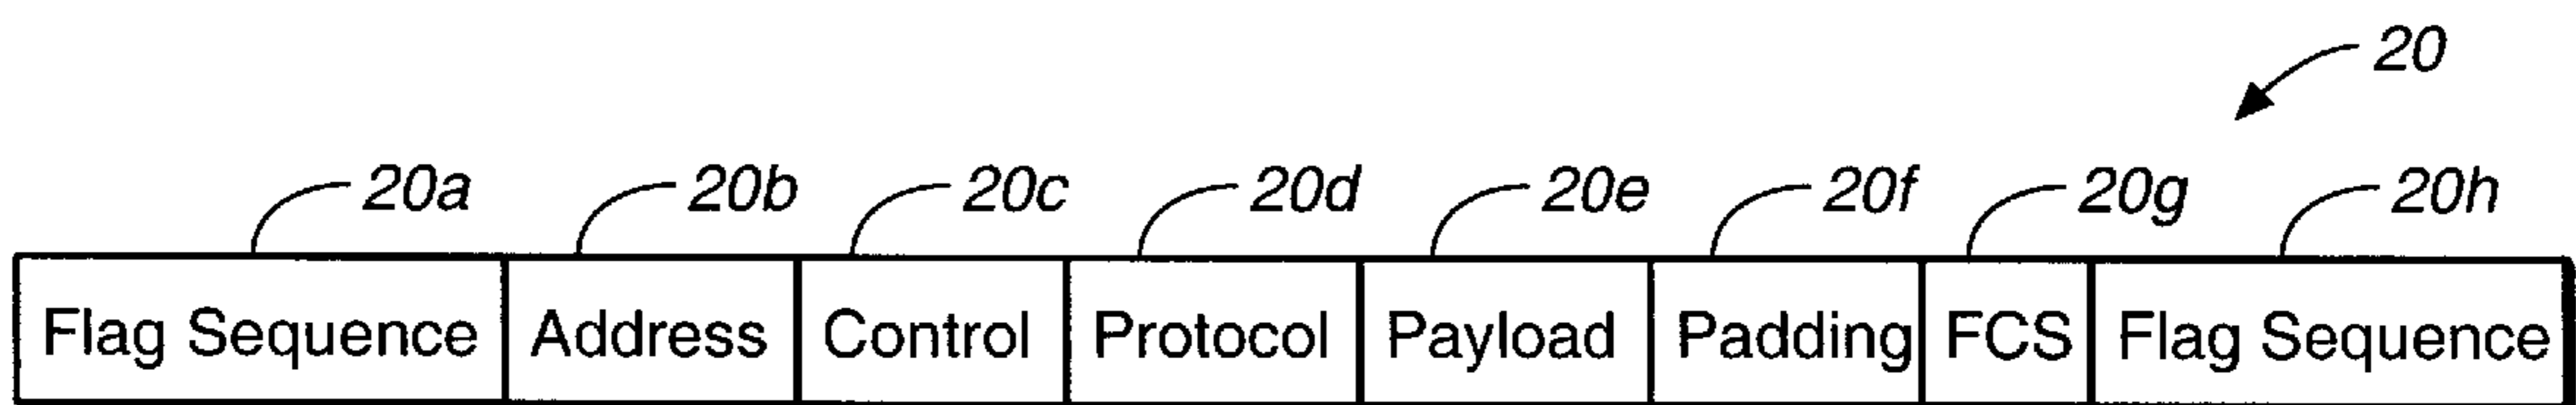 20
20a 20b 20c 20d 20e 20f 20g 20h
Flag Sequence Address Control Protocol Payload Padding FCS Flag Sequence